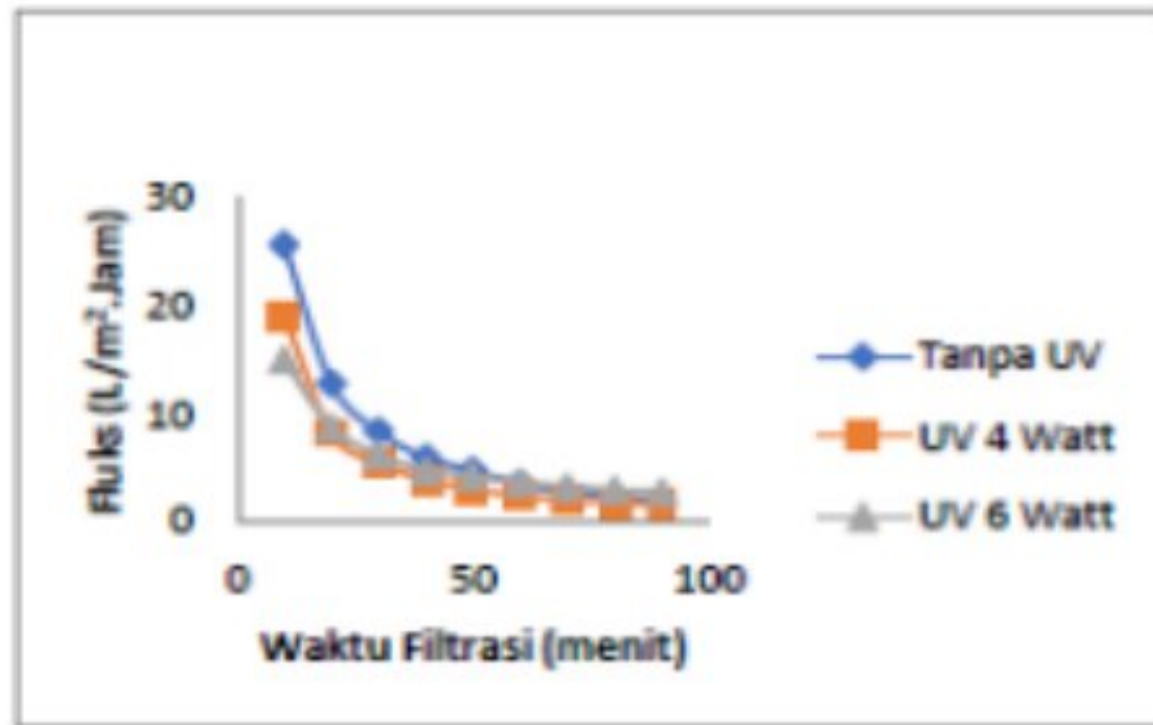 30
20
10
0
Fluks (L/m².Jam)
0 50 100
Waktu Filtrasi (menit)
Tanpa UV
UV 4 Watt
UV 6 Watt